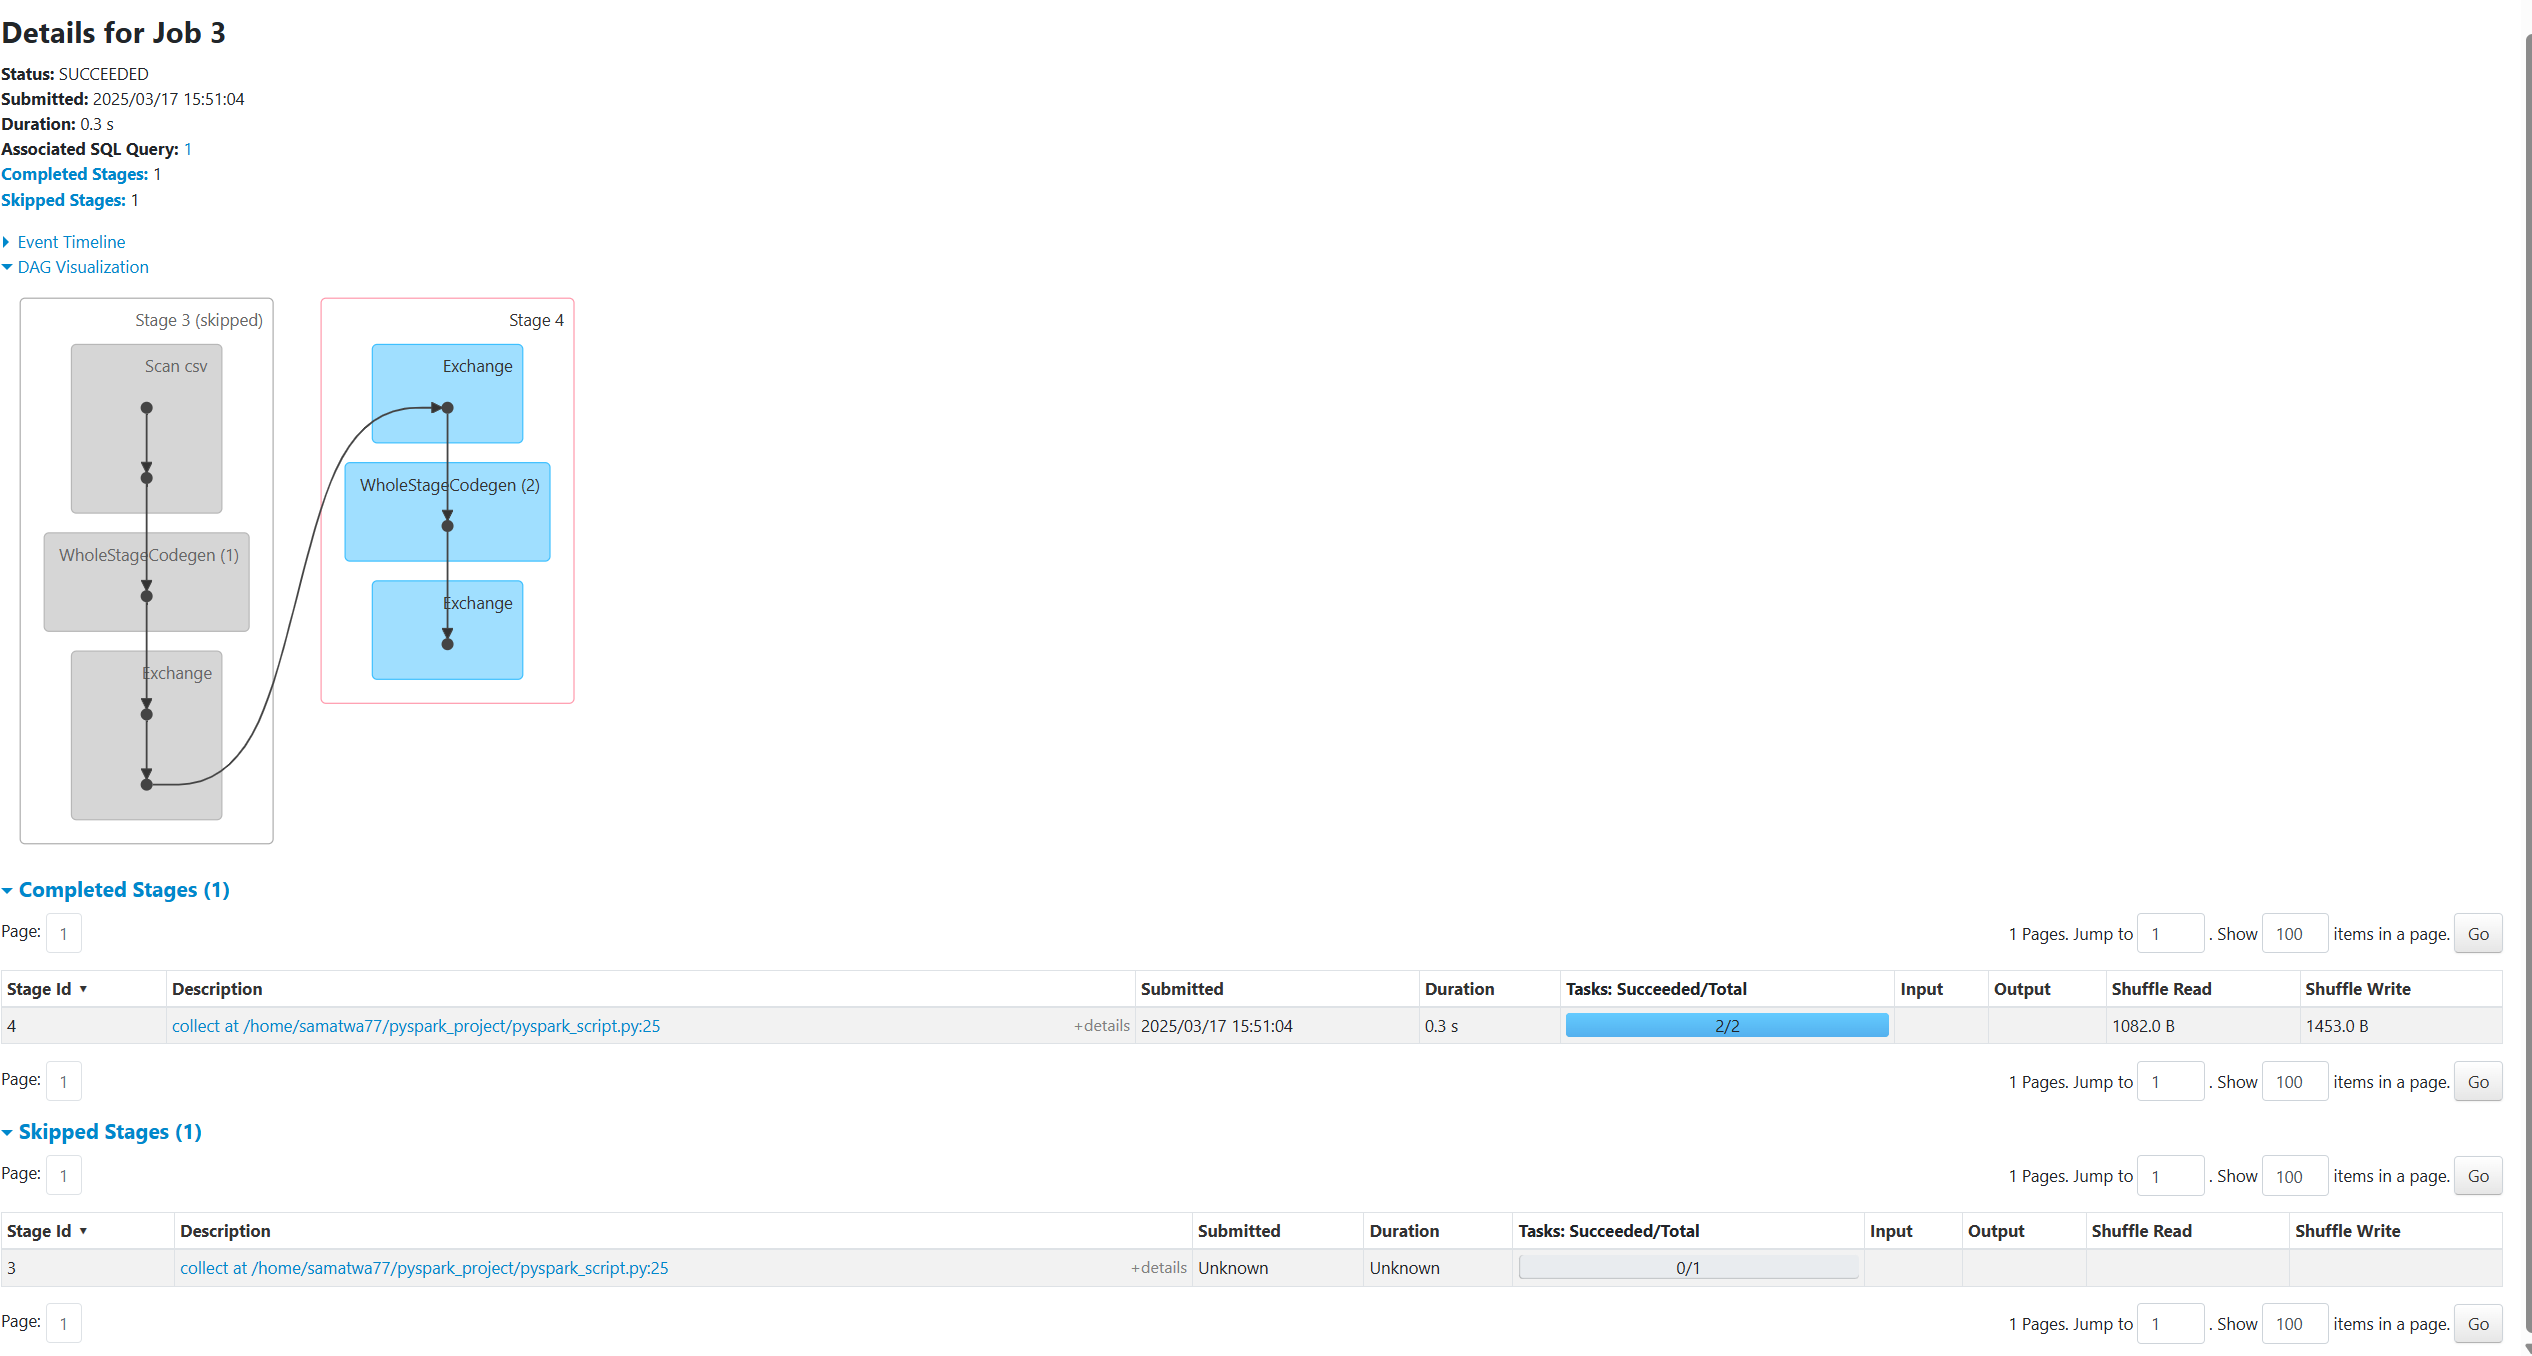 Details for Job 3
Status: SUCCEEDED
Submitted: 2025/03/17 15:51:04
Duration: 0.3 s
Associated SQL Query: 1
Completed Stages: 1
Skipped Stages: 1
Event Timeline
DAG Visualization
Stage 3 (skipped)
Scan csv
WholeStageCodegen (1)
Exchange
Stage 4
Exchange
WholeStageCodegen (2)
Exchange
Completed Stages (1)
Page: 1 1 Pages. Jump to 1 . Show 100 items in a page. Go
Stage Id ▾ Description Submitted Duration Tasks: Succeeded/Total Input Output Shuffle Read Shuffle Write
4 collect at /home/samatwa77/pyspark_project/pyspark_script.py:25 +details 2025/03/17 15:51:04 0.3 s 2/2 1082.0 B 1453.0 B
Page: 1 1 Pages. Jump to 1 . Show 100 items in a page. Go
Skipped Stages (1)
Page: 1 1 Pages. Jump to 1 . Show 100 items in a page. Go
Stage Id ▾ Description Submitted Duration Tasks: Succeeded/Total Input Output Shuffle Read Shuffle Write
3 collect at /home/samatwa77/pyspark_project/pyspark_script.py:25 +details Unknown Unknown 0/1
Page: 1 1 Pages. Jump to 1 . Show 100 items in a page. Go